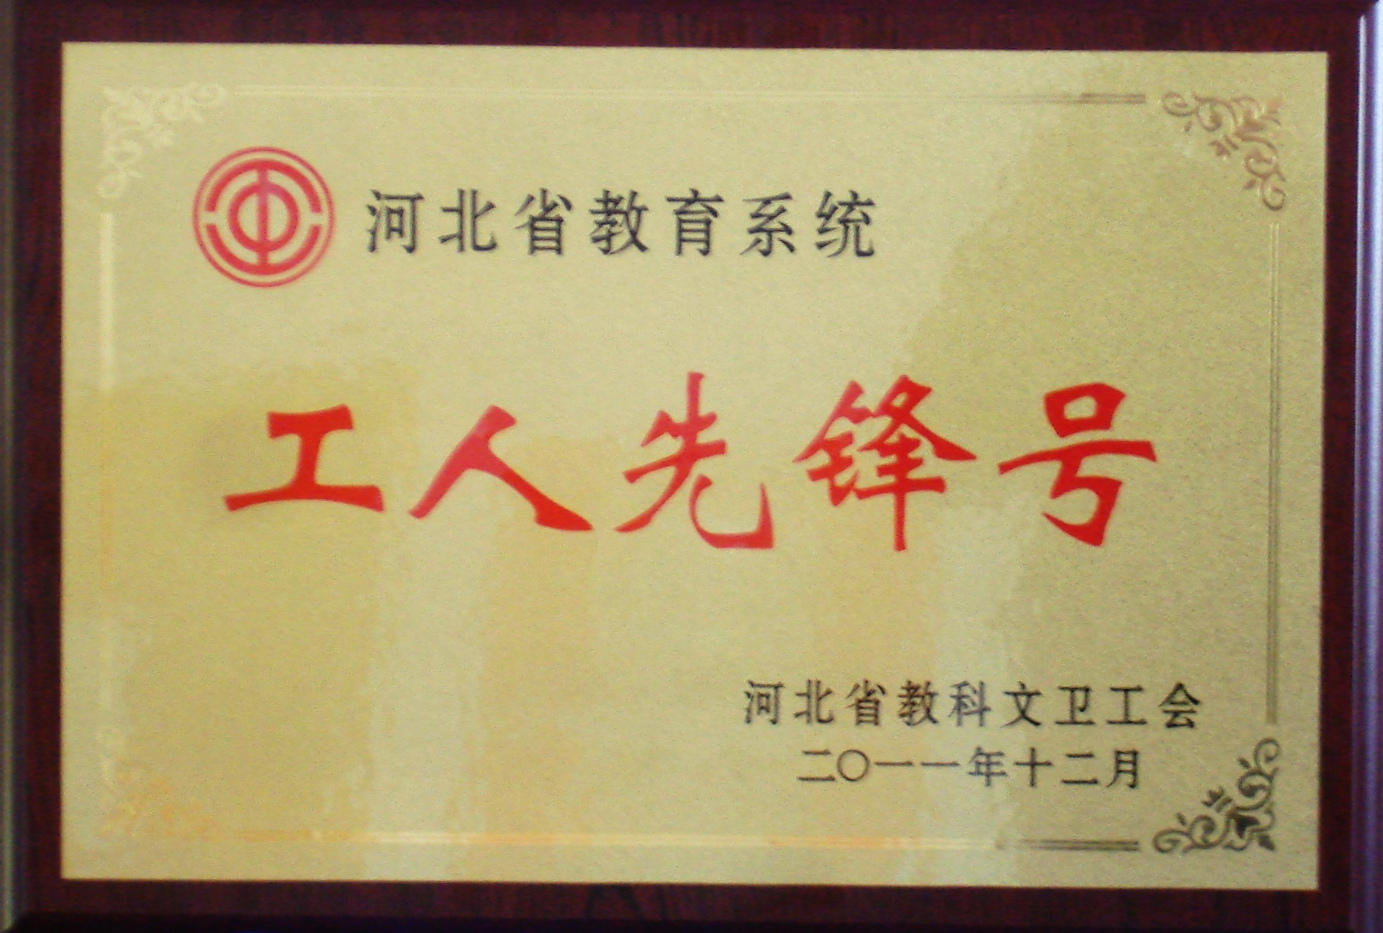 河北省教育系统
工人先锋号
河北省教科文卫工会
二〇一一年十二月